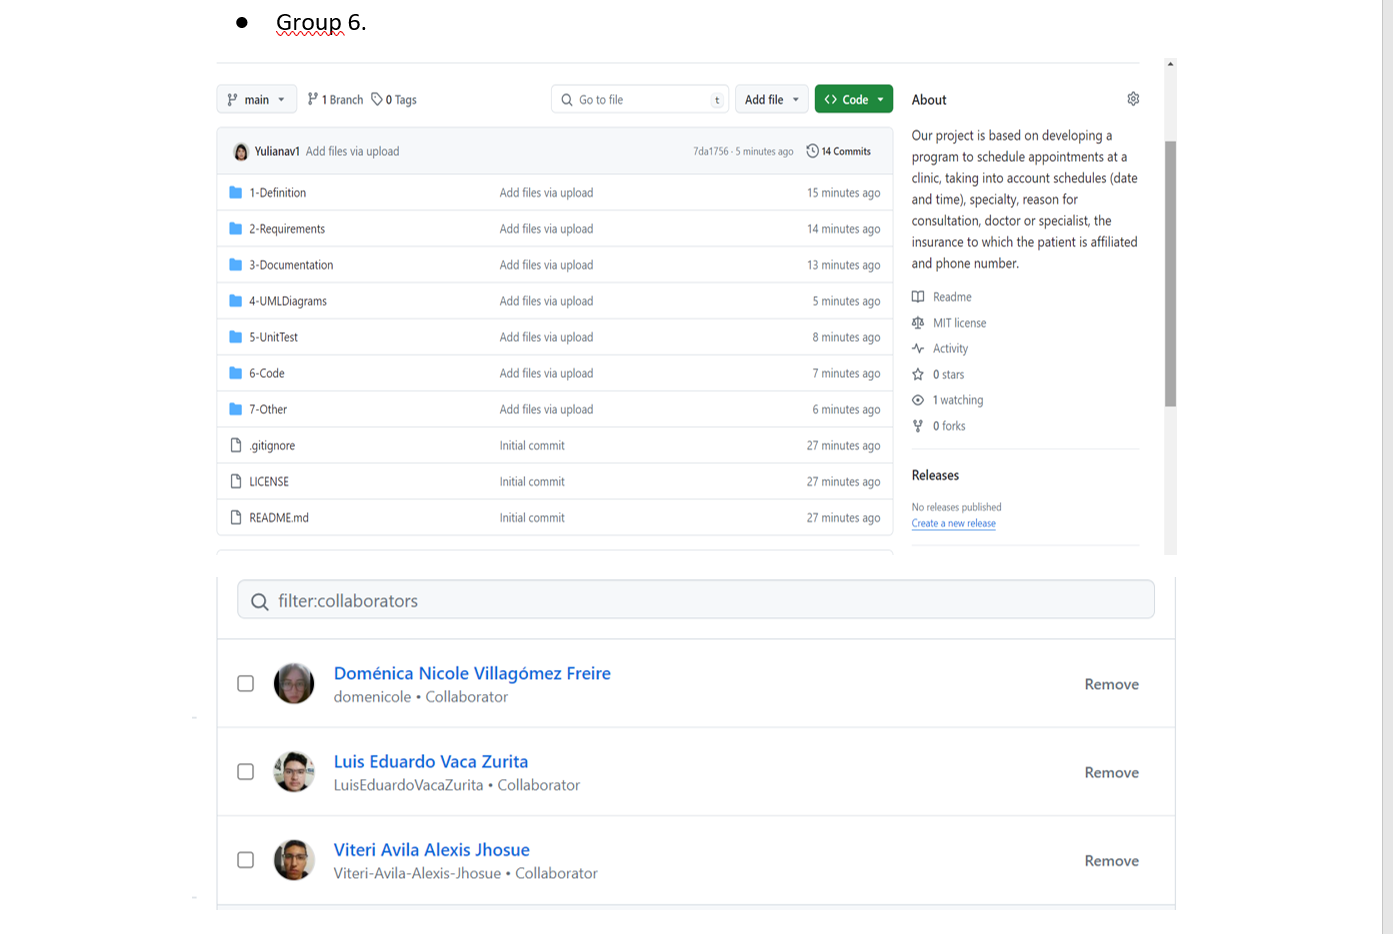 Group 6.
main 1 Branch 0 Tags Go to file t Add file <> Code About
Our project is based on developing a
program to schedule appointments at a
clinic, taking into account schedules (date
and time), specialty, reason for
consultation, doctor or specialist, the
insurance to which the patient is affiliated
and phone number.
Readme
MIT license
Activity
0 stars
1 watching
0 forks
Releases
No releases published
Create a new release
Yulianav1 Add files via upload 7da1756 · 5 minutes ago 14 Commits
1-Definition Add files via upload 15 minutes ago
2-Requirements Add files via upload 14 minutes ago
3-Documentation Add files via upload 13 minutes ago
4-UMLDiagrams Add files via upload 5 minutes ago
5-UnitTest Add files via upload 8 minutes ago
6-Code Add files via upload 7 minutes ago
7-Other Add files via upload 6 minutes ago
.gitignore Initial commit 27 minutes ago
LICENSE Initial commit 27 minutes ago
README.md Initial commit 27 minutes ago
filter:collaborators
Doménica Nicole Villagómez Freire
domenicole • Collaborator
Remove
Luis Eduardo Vaca Zurita
LuisEduardoVacaZurita • Collaborator
Remove
Viteri Avila Alexis Jhosue
Viteri-Avila-Alexis-Jhosue • Collaborator
Remove